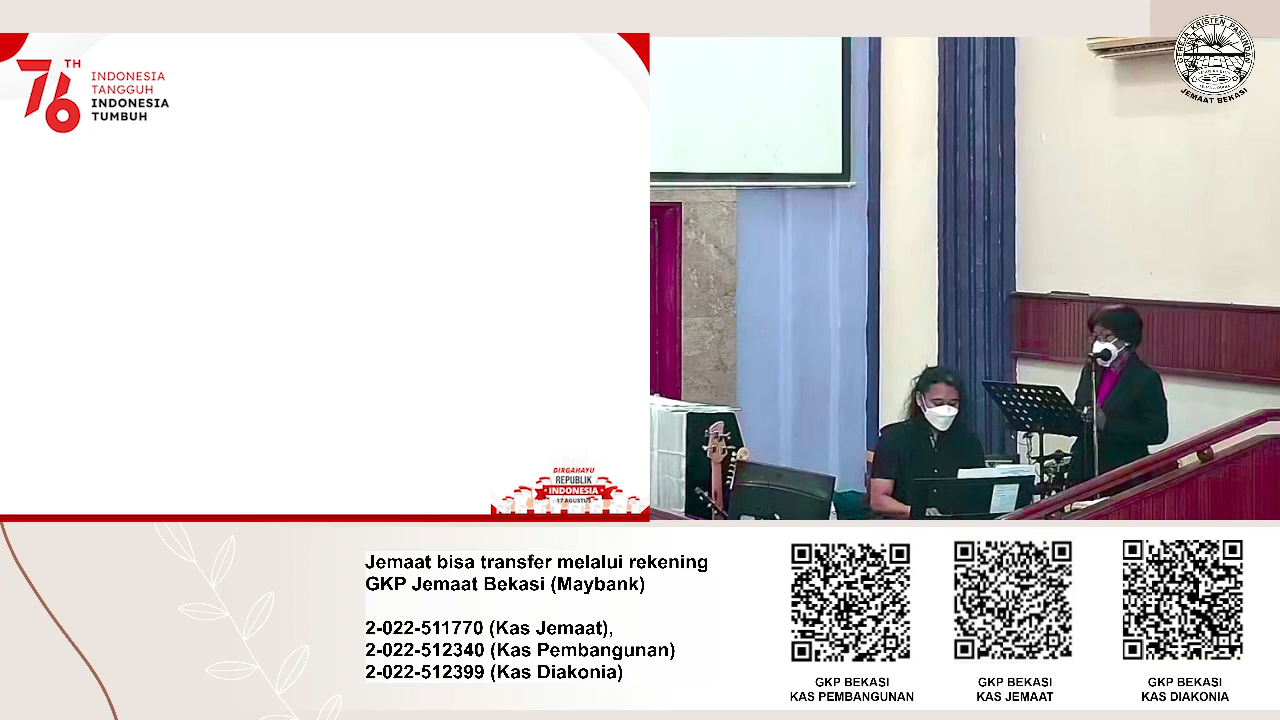 76TH
INDONESIA
TANGGUH
INDONESIA
TUMBUH
JEMAAT BEKASI
DIRGAHAYU
REPUBLIK
INDONESIA
17 AGUSTUS
Jemaat bisa transfer melalui rekening
GKP Jemaat Bekasi (Maybank)
2-022-511770 (Kas Jemaat),
2-022-512340 (Kas Pembangunan)
2-022-512399 (Kas Diakonia)
GKP BEKASI
KAS PEMBANGUNAN
GKP BEKASI
KAS JEMAAT
GKP BEKASI
KAS DIAKONIA